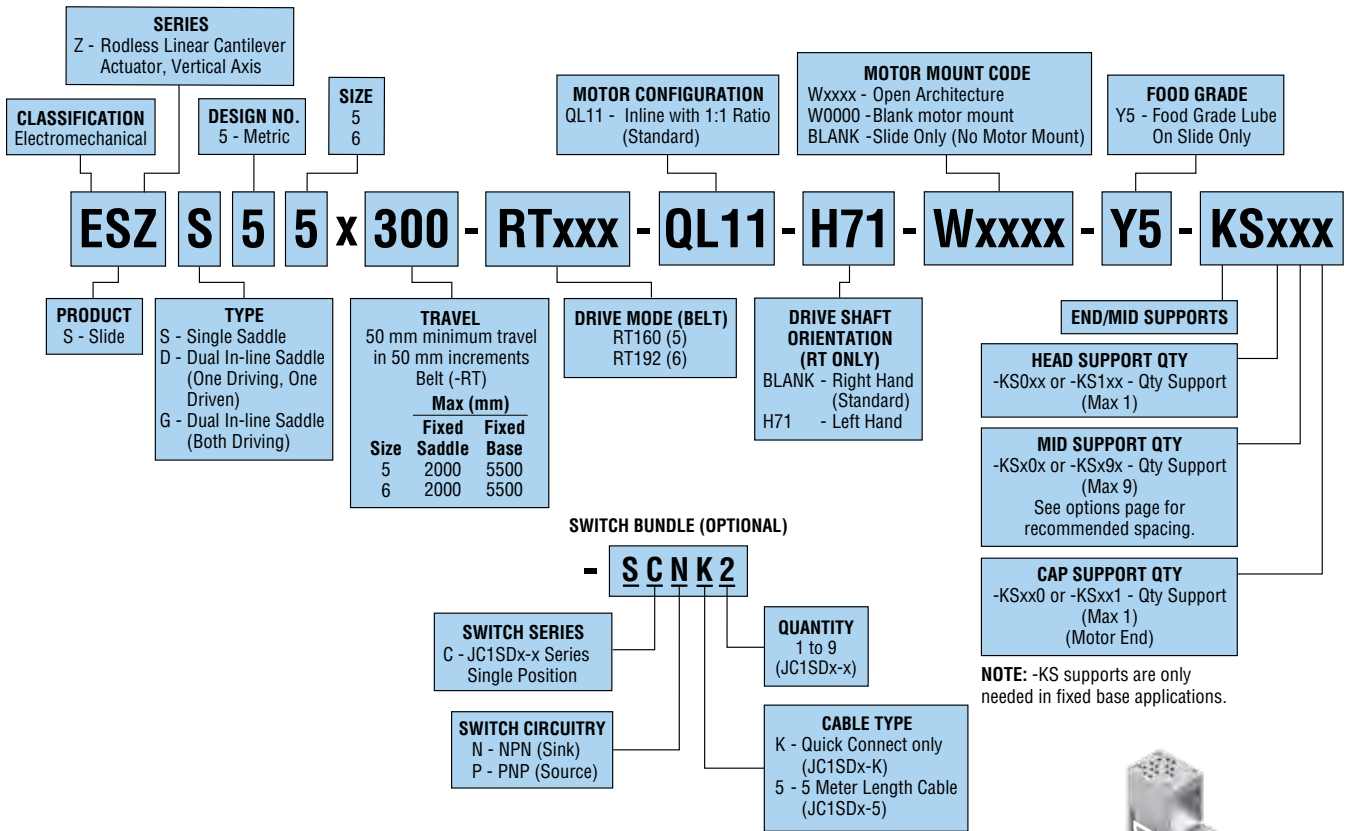 SERIES
Z - Rodless Linear Cantilever
Actuator, Vertical Axis
CLASSIFICATION
Electromechanical
DESIGN NO.
5 - Metric
SIZE
5
6
MOTOR CONFIGURATION
QL11 - Inline with 1:1 Ratio
(Standard)
MOTOR MOUNT CODE
Wxxxx - Open Architecture
W0000 -Blank motor mount
BLANK -Slide Only (No Motor Mount)
FOOD GRADE
Y5 - Food Grade Lube
On Slide Only
ESZ S 5 5 x 300 - RTxxx - QL11 - H71 - Wxxxx - Y5 - KSxxx
PRODUCT
S - Slide
TYPE
S - Single Saddle
D - Dual In-line Saddle
(One Driving, One
Driven)
G - Dual In-line Saddle
(Both Driving)
TRAVEL
50 mm minimum travel
in 50 mm increments
Belt (-RT)
Max (mm)
Fixed Fixed
Size Saddle Base
5 2000 5500
6 2000 5500
DRIVE MODE (BELT)
RT160 (5)
RT192 (6)
DRIVE SHAFT
ORIENTATION
(RT ONLY)
BLANK - Right Hand
(Standard)
H71 - Left Hand
END/MID SUPPORTS
HEAD SUPPORT QTY
-KS0xx or -KS1xx - Qty Support
(Max 1)
MID SUPPORT QTY
-KSx0x or -KSx9x - Qty Support
(Max 9)
See options page for
recommended spacing.
CAP SUPPORT QTY
-KSxx0 or -KSxx1 - Qty Support
(Max 1)
(Motor End)
NOTE: -KS supports are only
needed in fixed base applications.
SWITCH BUNDLE (OPTIONAL)
- S C N K 2
SWITCH SERIES
C - JC1SDx-x Series
Single Position
SWITCH CIRCUITRY
N - NPN (Sink)
P - PNP (Source)
QUANTITY
1 to 9
(JC1SDx-x)
CABLE TYPE
K - Quick Connect only
(JC1SDx-K)
5 - 5 Meter Length Cable
(JC1SDx-5)